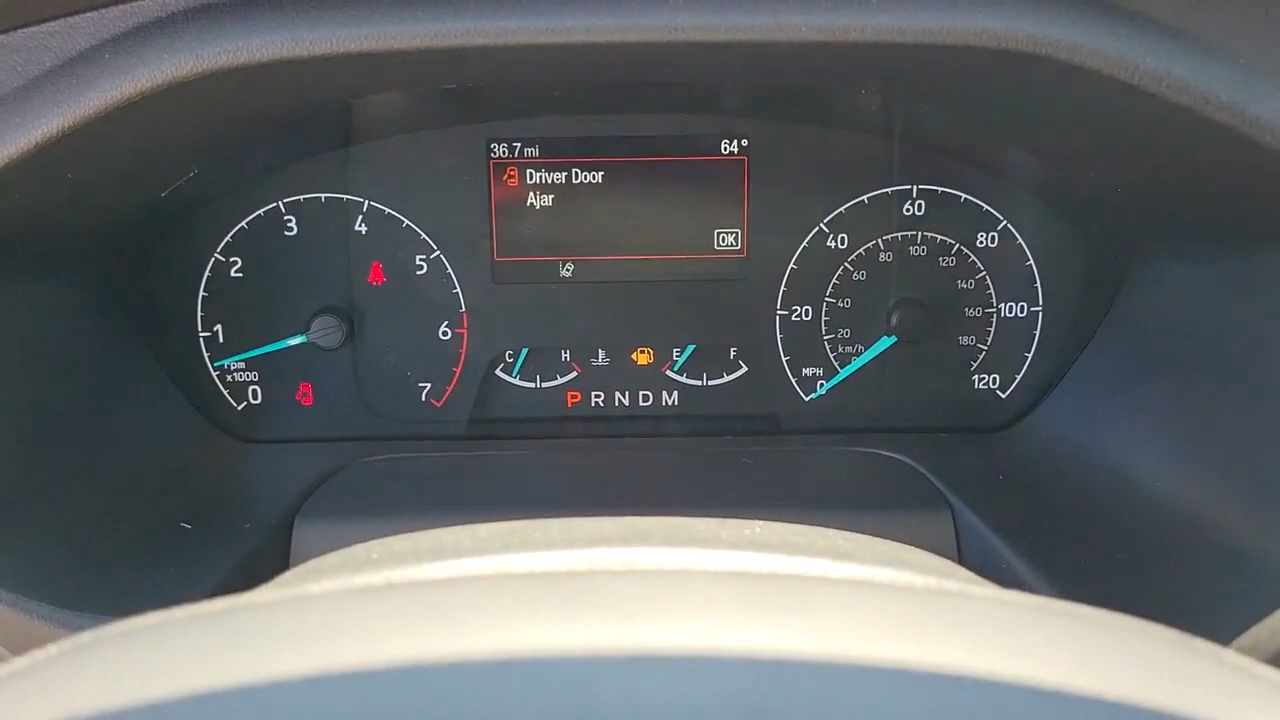 36.7 mi 64°
Driver Door
Ajar
OK
0 1 2 3 4 5 6 7
rpm
x1000
C H
E F
P R N D M
0 20 40 60 80 100 120
MPH
20 40 60 80 100 120 140 160 180
km/h